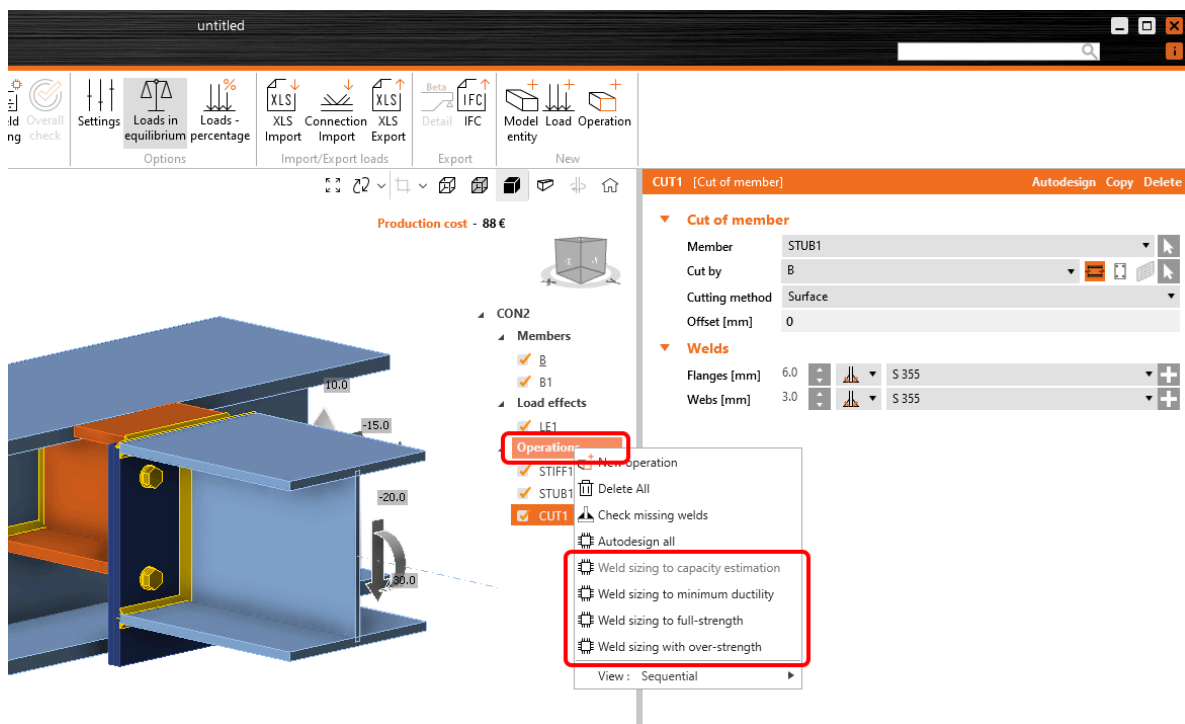 untitled
ld Overall
ng check
Settings
Loads in
equilibrium
Loads -
percentage
Options
XLS
XLS
Import
Connection
Import
XLS
XLS
Export
Import/Export loads
Beta
Detail
IFC
IFC
Export
Model
entity
Load
Operation
New
Production cost - 88 €
CUT1 [Cut of member]
Autodesign Copy Delete
Cut of member
Member STUB1
Cut by B
Cutting method Surface
Offset [mm] 0
Welds
Flanges [mm] 6.0 S 355
Webs [mm] 3.0 S 355
CON2
Members
B
B1
Load effects
LE1
Operations
STIFF1
STUB1
CUT1
New operation
Delete All
Check missing welds
Autodesign all
Weld sizing to capacity estimation
Weld sizing to minimum ductility
Weld sizing to full-strength
Weld sizing with over-strength
View : Sequential
10.0
-15.0
-20.0
30.0